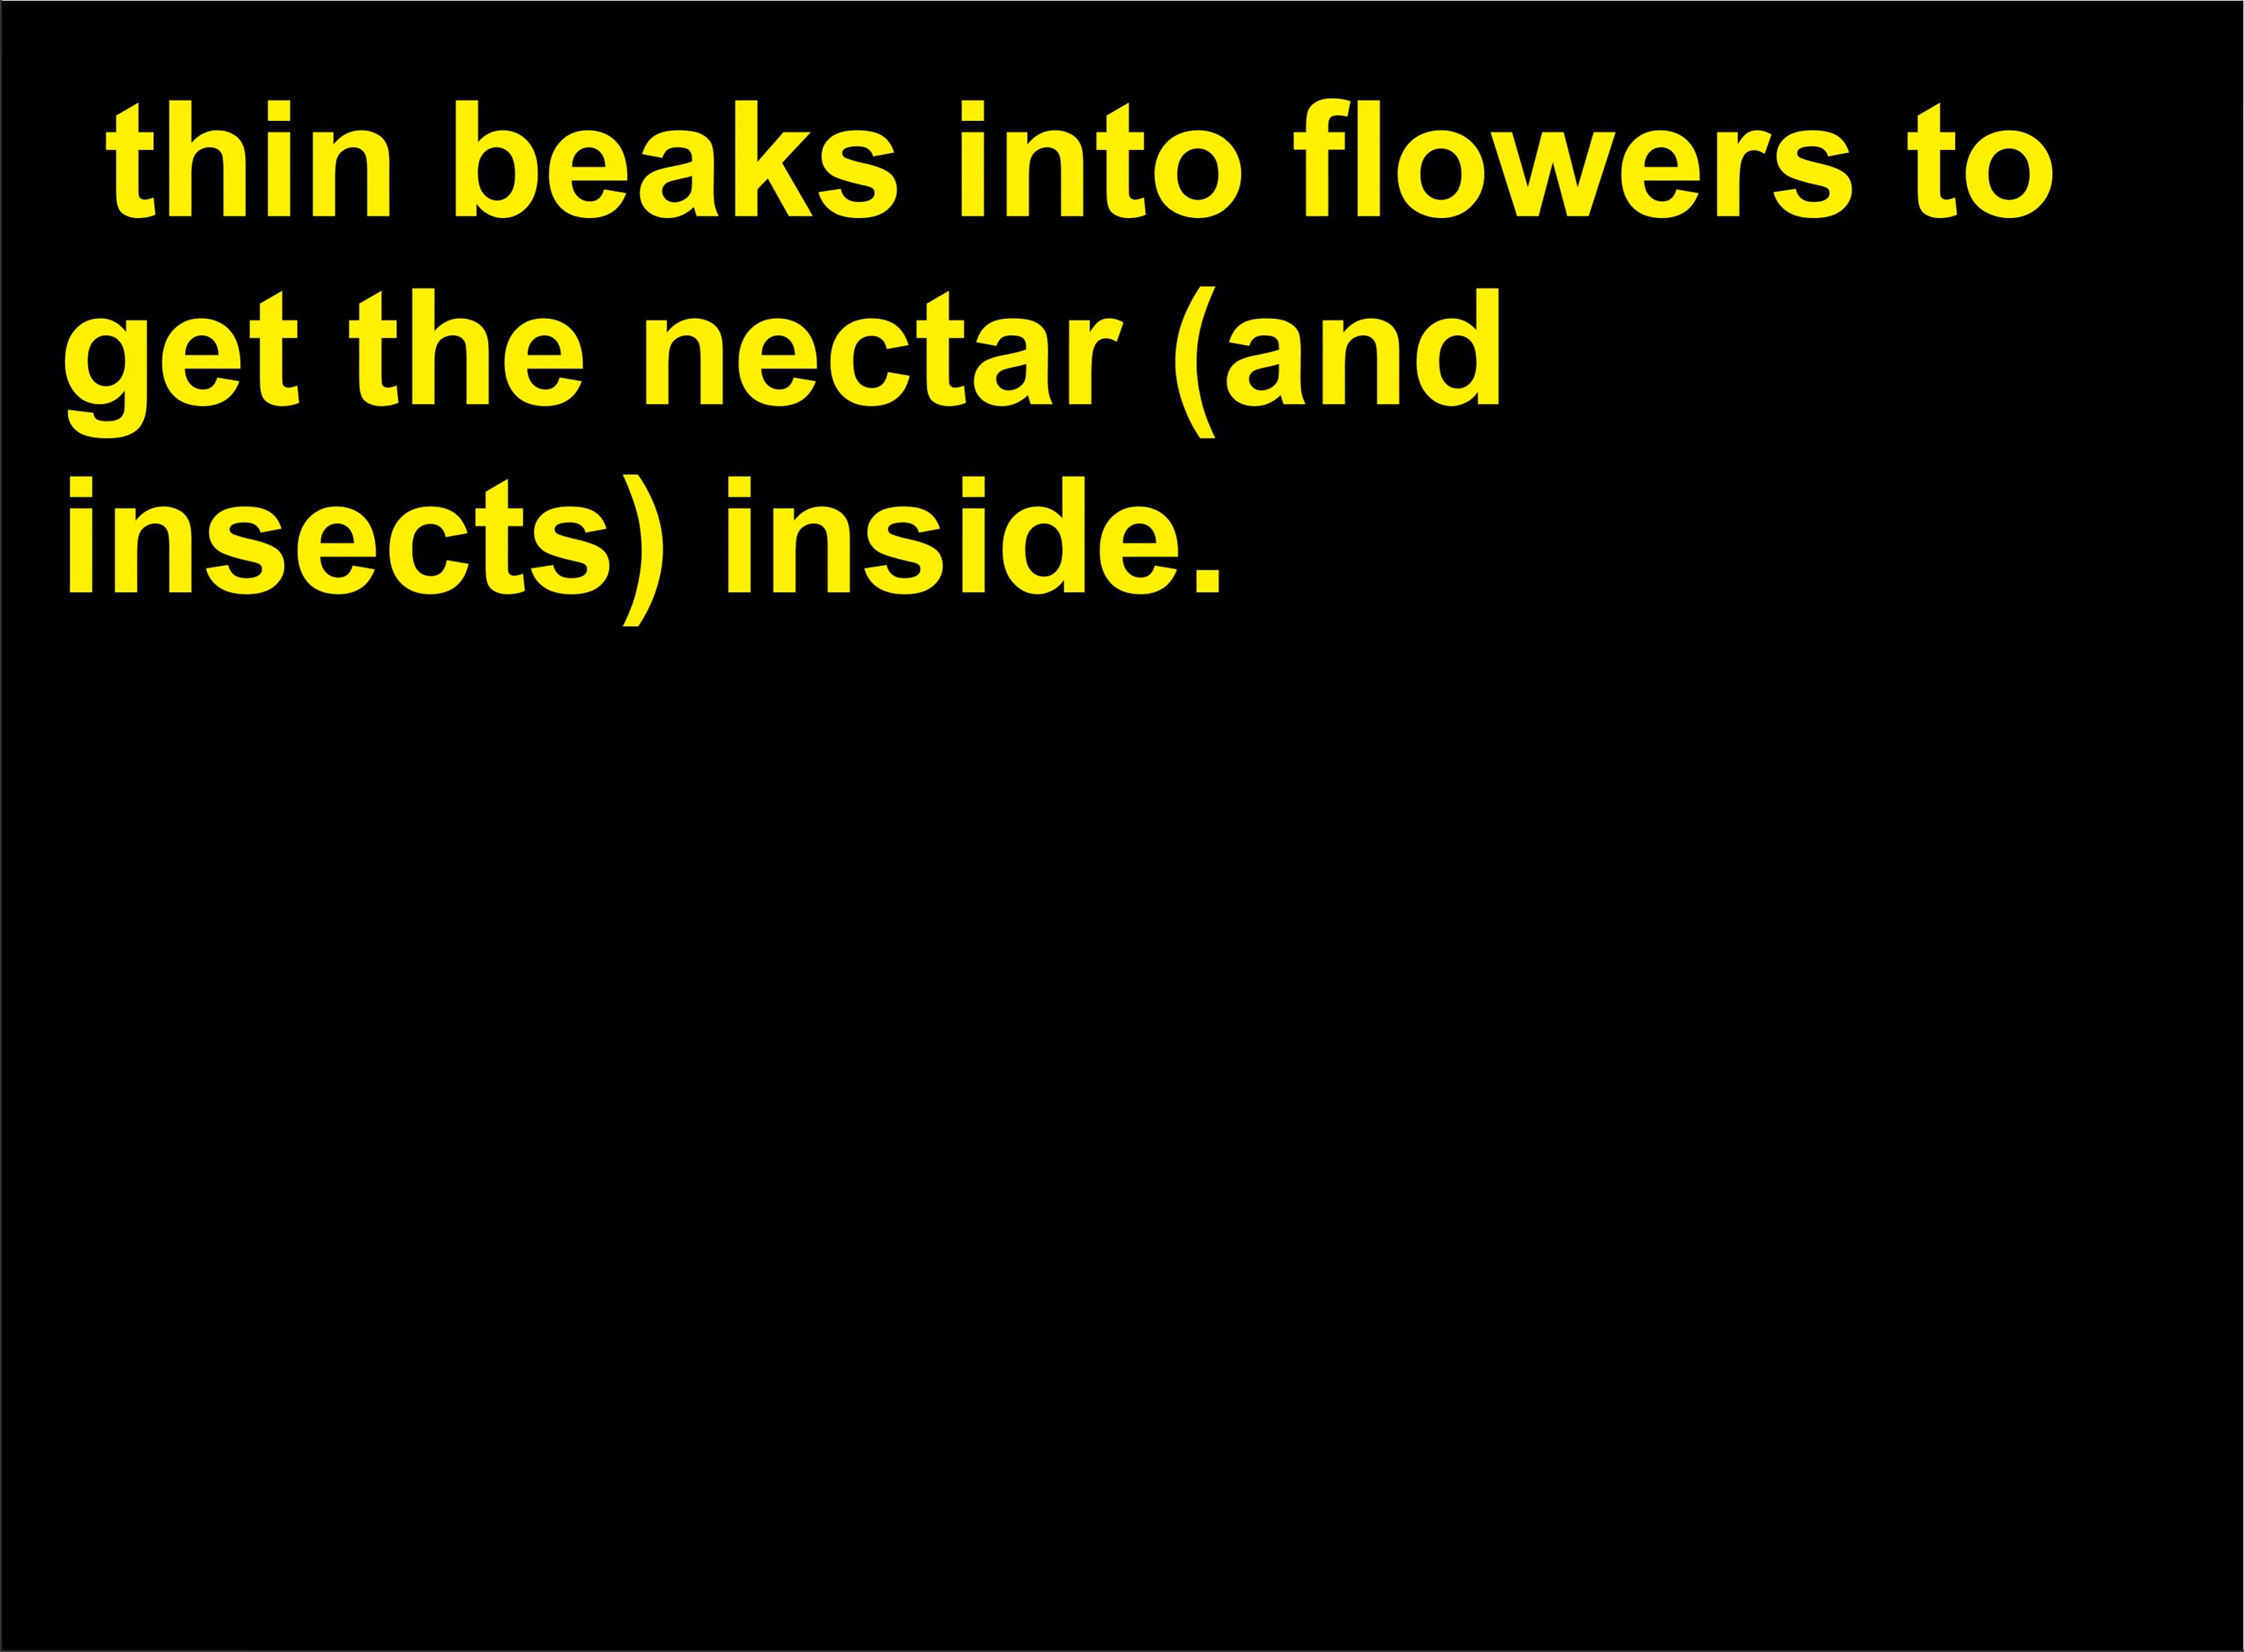 thin beaks into flowers to
get the nectar (and
insects) inside.